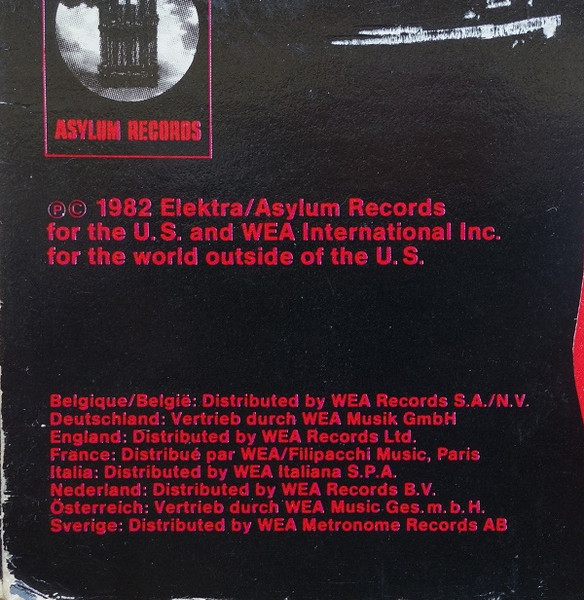 ASYLUM RECORDS
℗© 1982 Elektra/Asylum Records
for the U.S. and WEA International Inc.
for the world outside of the U.S.
Belgique/België: Distributed by WEA Records S.A./N.V.
Deutschland: Vertrieb durch WEA Musik GmbH
England: Distributed by WEA Records Ltd.
France: Distribué par WEA/Filipacchi Music, Paris
Italia: Distributed by WEA Italiana S.P.A.
Nederland: Distributed by WEA Records B.V.
Österreich: Vertrieb durch WEA Music Ges.m.b.H.
Sverige: Distributed by WEA Metronome Records AB